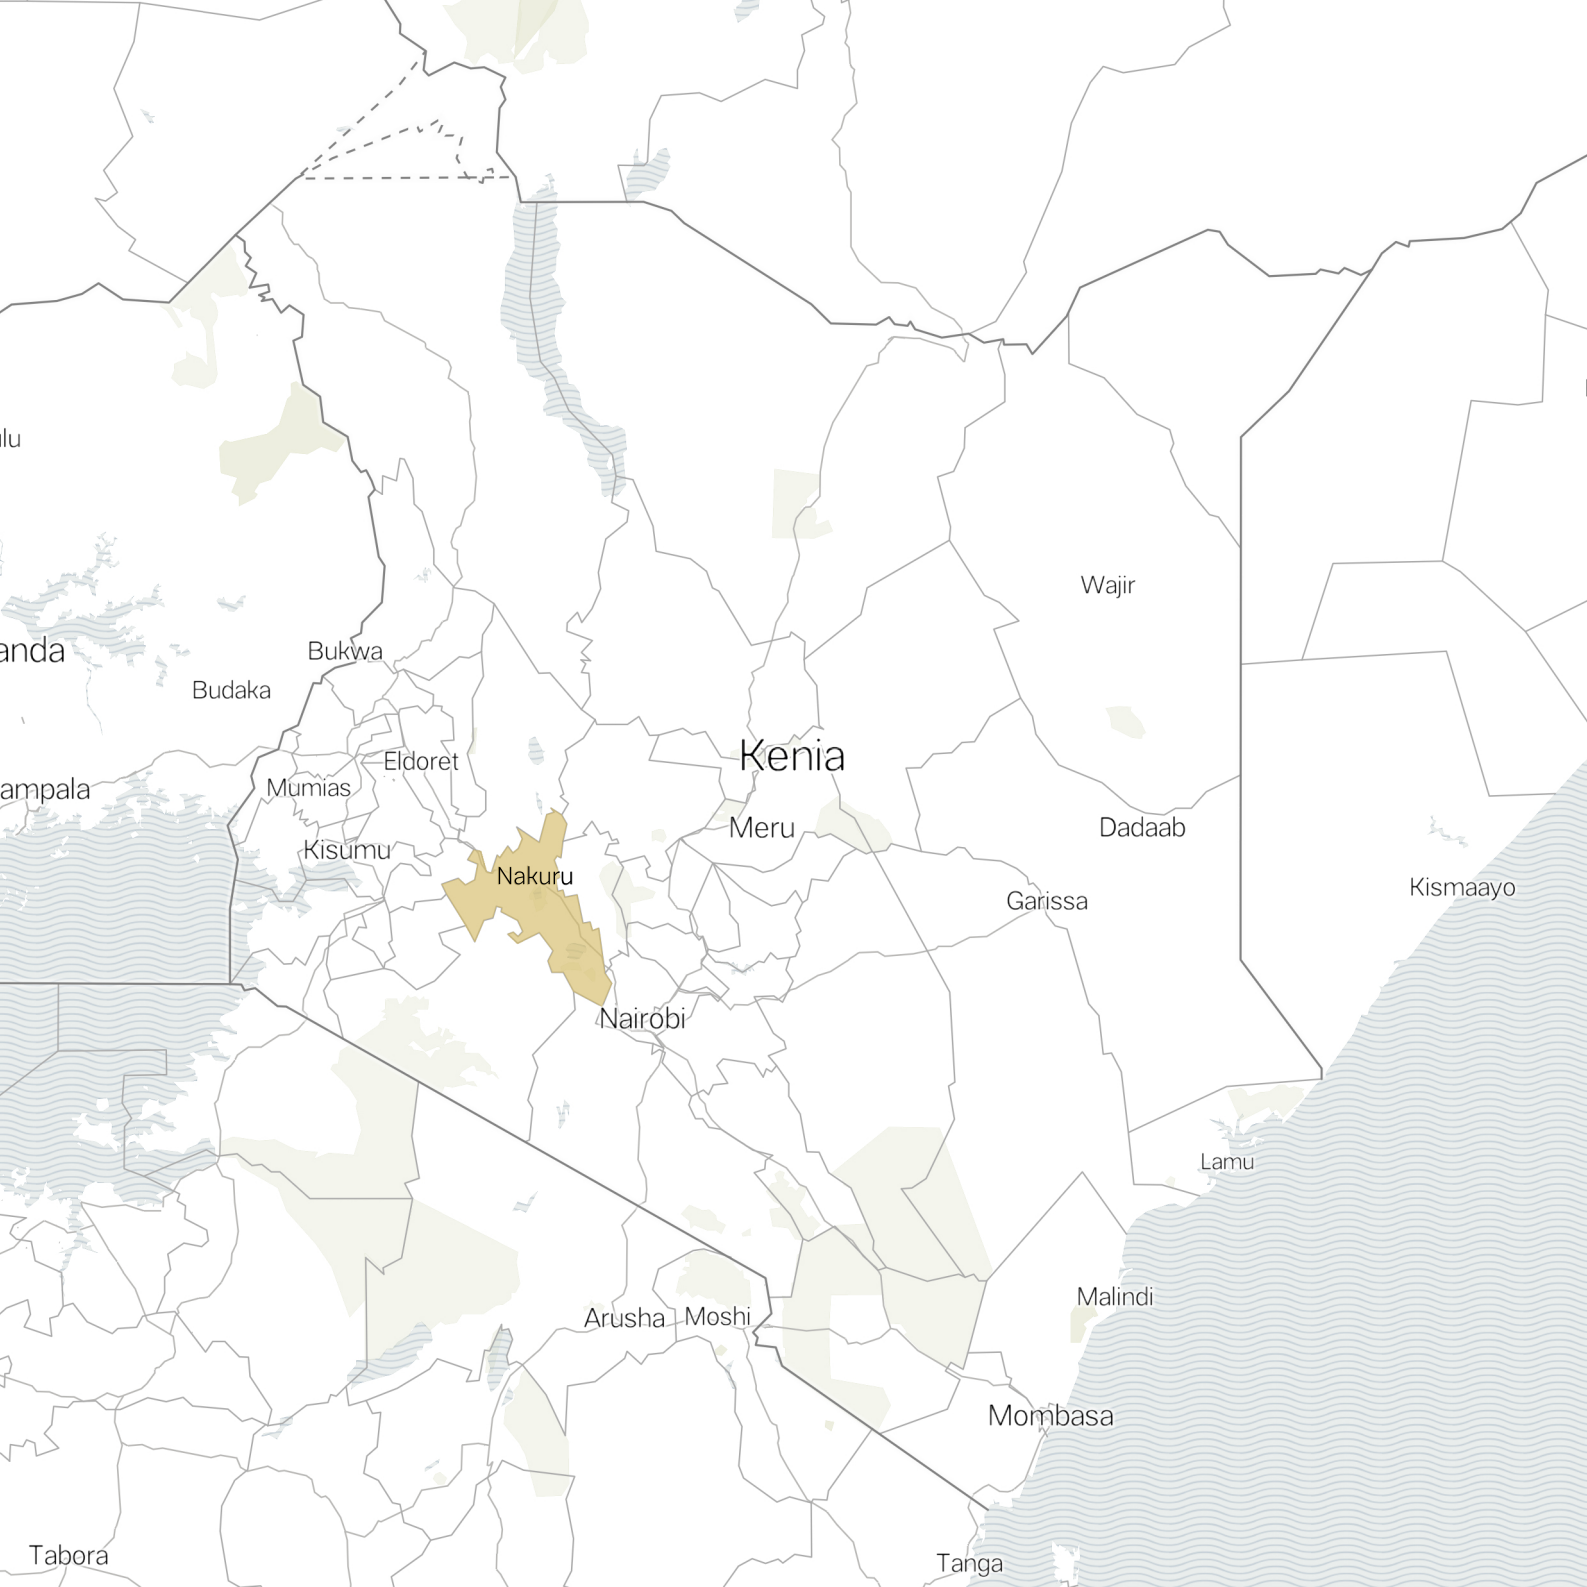 Wajir
Bukwa
Budaka
Kenia
Eldoret
Mumias
Meru
Dadaab
Kisumu
Nakuru
Kismaayo
Garissa
Nairobi
Lamu
Malindi
Arusha
Moshi
Mombasa
Tabora
Tanga
lu
anda
ampala